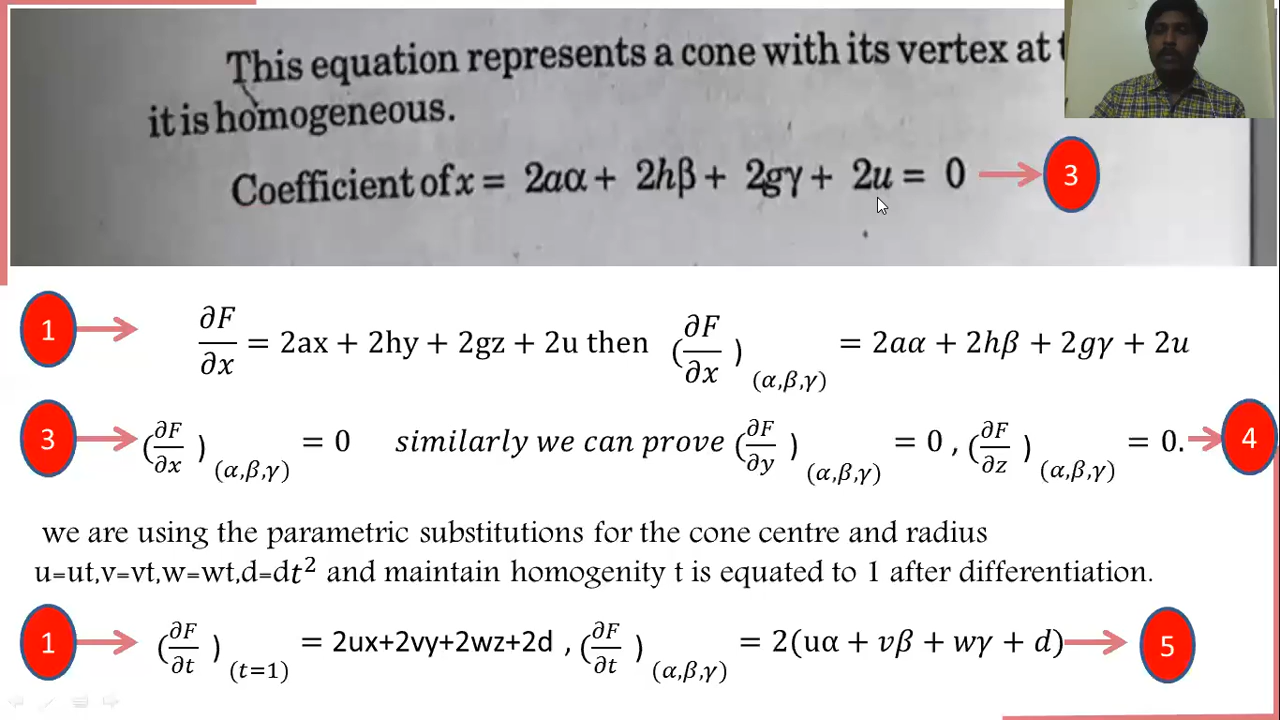 This equation represents a cone with its vertex at
it is homogeneous.
Coefficient of x = 2aα + 2hβ + 2gγ + 2u = 0 3
1 ∂F/∂x = 2ax + 2hy + 2gz + 2u then (∂F/∂x)(α,β,γ) = 2aα + 2hβ + 2gγ + 2u
3 (∂F/∂x)(α,β,γ) = 0 similarly we can prove (∂F/∂y)(α,β,γ) = 0 , (∂F/∂z)(α,β,γ) = 0. 4
we are using the parametric substitutions for the cone centre and radius
u=ut,v=vt,w=wt,d=dt² and maintain homogenity t is equated to 1 after differentiation.
1 (∂F/∂t)(t=1) = 2ux+2vy+2wz+2d , (∂F/∂t)(α,β,γ) = 2(uα + vβ + wγ + d) 5